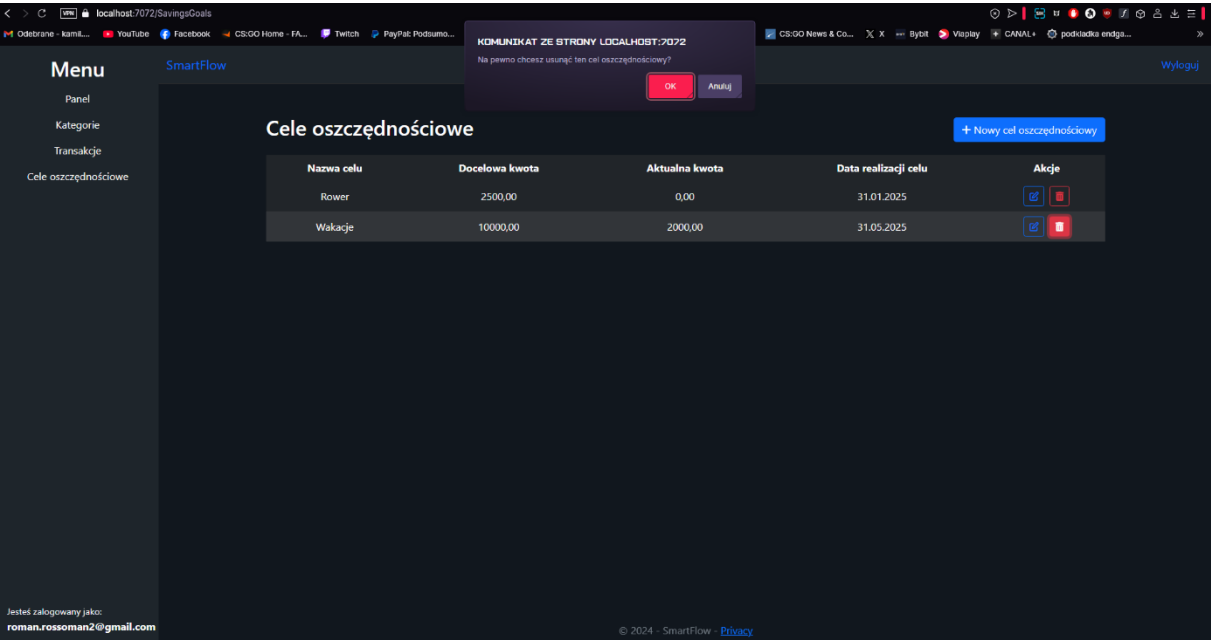 VPN localhost:7072/SavingsGoals
Odebrane - kamil.... YouTube Facebook CS:GO Home - FA... Twitch PayPal: Podsumo... CS:GO News & Co... X Bybit Viaplay CANAL+ podkladka endga... »
KOMUNIKAT ZE STRONY LOCALHOST:7072
Na pewno chcesz usunąć ten cel oszczędnościowy?
OK Anuluj
Menu
Panel
Kategorie
Transakcje
Cele oszczędnościowe
SmartFlow Wyloguj
Cele oszczędnościowe + Nowy cel oszczędnościowy
Nazwa celu Docelowa kwota Aktualna kwota Data realizacji celu Akcje
Rower 2500,00 0,00 31.01.2025
Wakacje 10000,00 2000,00 31.05.2025
Jesteś zalogowany jako:
roman.rossoman2@gmail.com
© 2024 - SmartFlow - Privacy